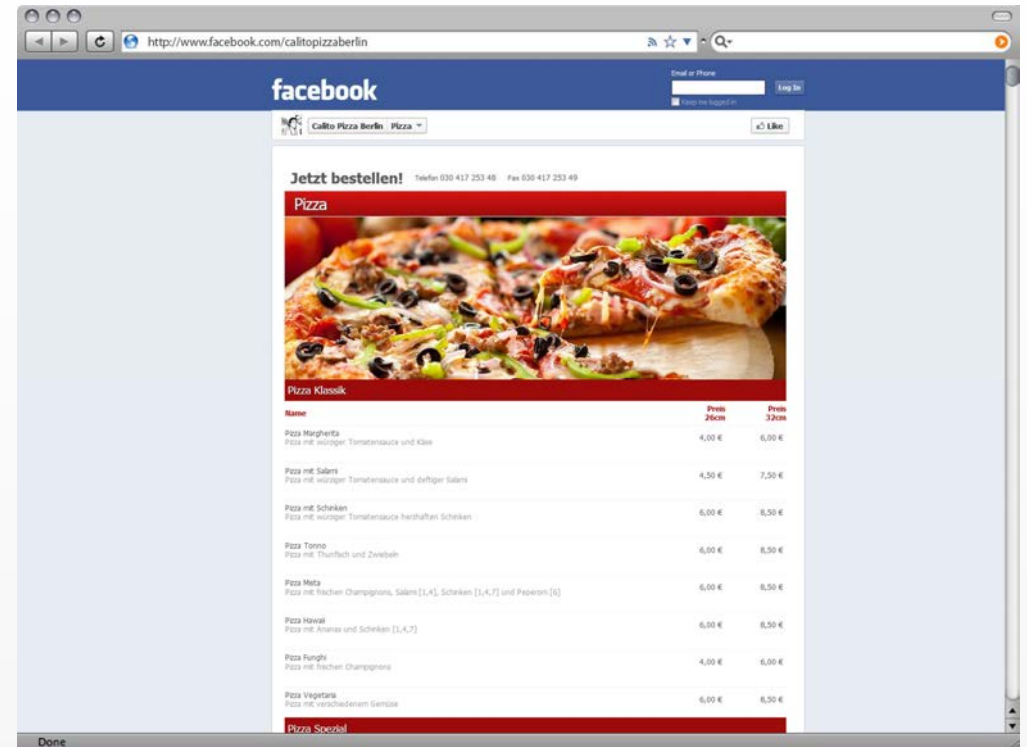 http://www.facebook.com/calitopizzaberlin
Q
facebook
Email or Phone
Log In
Keep me logged in
Calito Pizza Berlin Pizza
Like
Jetzt bestellen! Telefon 030 417 253 48 Fax 030 417 253 49
Pizza
Pizza Klassik
Name Preis 26cm Preis 32cm
Pizza Margherita
Pizza mit würziger Tomatensauce und Käse
4,00 € 6,00 €
Pizza mit Salami
Pizza mit würziger Tomatensauce und deftiger Salami
4,50 € 7,50 €
Pizza mit Schinken
Pizza mit würziger Tomatensauce herzhaften Schinken
6,00 € 8,50 €
Pizza Tonno
Pizza mit Thunfisch und Zwiebeln
6,00 € 8,50 €
Pizza Mista
Pizza mit frischen Champignons, Salami [1,4], Schinken [1,4,7] und Peperoni [6]
6,00 € 8,50 €
Pizza Hawaii
Pizza mit Ananas und Schinken [1,4,7]
6,00 € 8,50 €
Pizza Funghi
Pizza mit frischen Champignons
4,00 € 6,00 €
Pizza Vegetaria
Pizza mit verschiedenem Gemüse
6,00 € 8,50 €
Pizza Spezial
Done